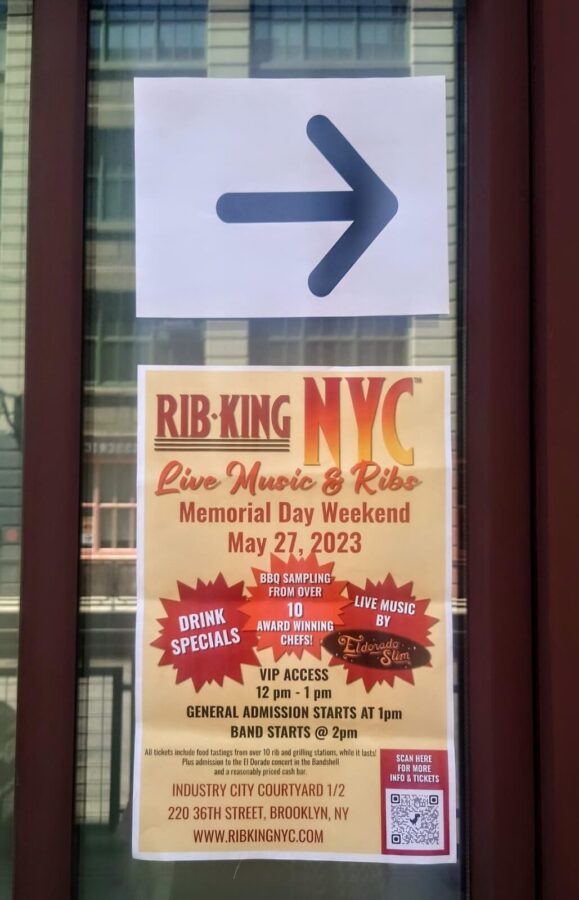 RIB·KING NYC™
Live Music & Ribs
Memorial Day Weekend
May 27, 2023
DRINK
SPECIALS
BBQ SAMPLING
FROM OVER
10
AWARD WINNING
CHEFS!
LIVE MUSIC
BY
Eldorado
Slim
VIP ACCESS
12 pm - 1 pm
GENERAL ADMISSION STARTS AT 1pm
BAND STARTS @ 2pm
All tickets include food tastings from over 10 rib and grilling stations, while it lasts!
Plus admission to the El Dorado concert in the Bandshell
and a reasonably priced cash bar.
INDUSTRY CITY COURTYARD 1/2
220 36TH STREET, BROOKLYN, NY
WWW.RIBKINGNYC.COM
SCAN HERE
FOR MORE
INFO & TICKETS